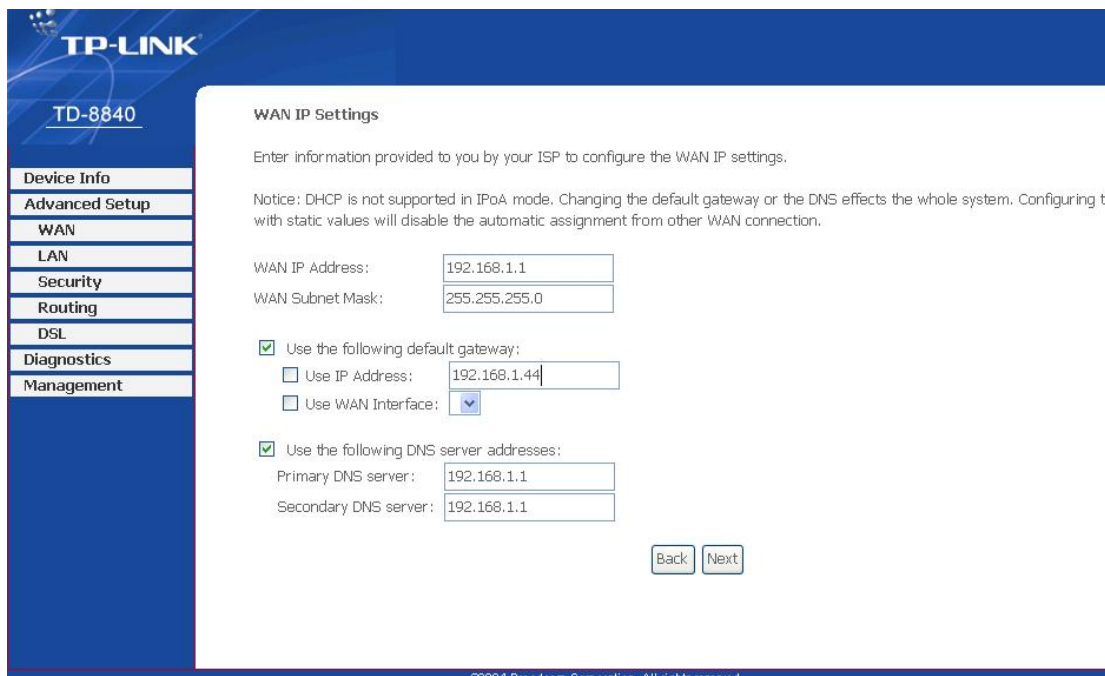 TP-LINK
TD-8840
Device Info
Advanced Setup
WAN
LAN
Security
Routing
DSL
Diagnostics
Management
WAN IP Settings
Enter information provided to you by your ISP to configure the WAN IP settings.
Notice: DHCP is not supported in IPoA mode. Changing the default gateway or the DNS effects the whole system. Configuring
with static values will disable the automatic assignment from other WAN connection.
WAN IP Address: 192.168.1.1
WAN Subnet Mask: 255.255.255.0
Use the following default gateway:
Use IP Address: 192.168.1.44
Use WAN Interface:
Use the following DNS server addresses:
Primary DNS server: 192.168.1.1
Secondary DNS server: 192.168.1.1
Back Next